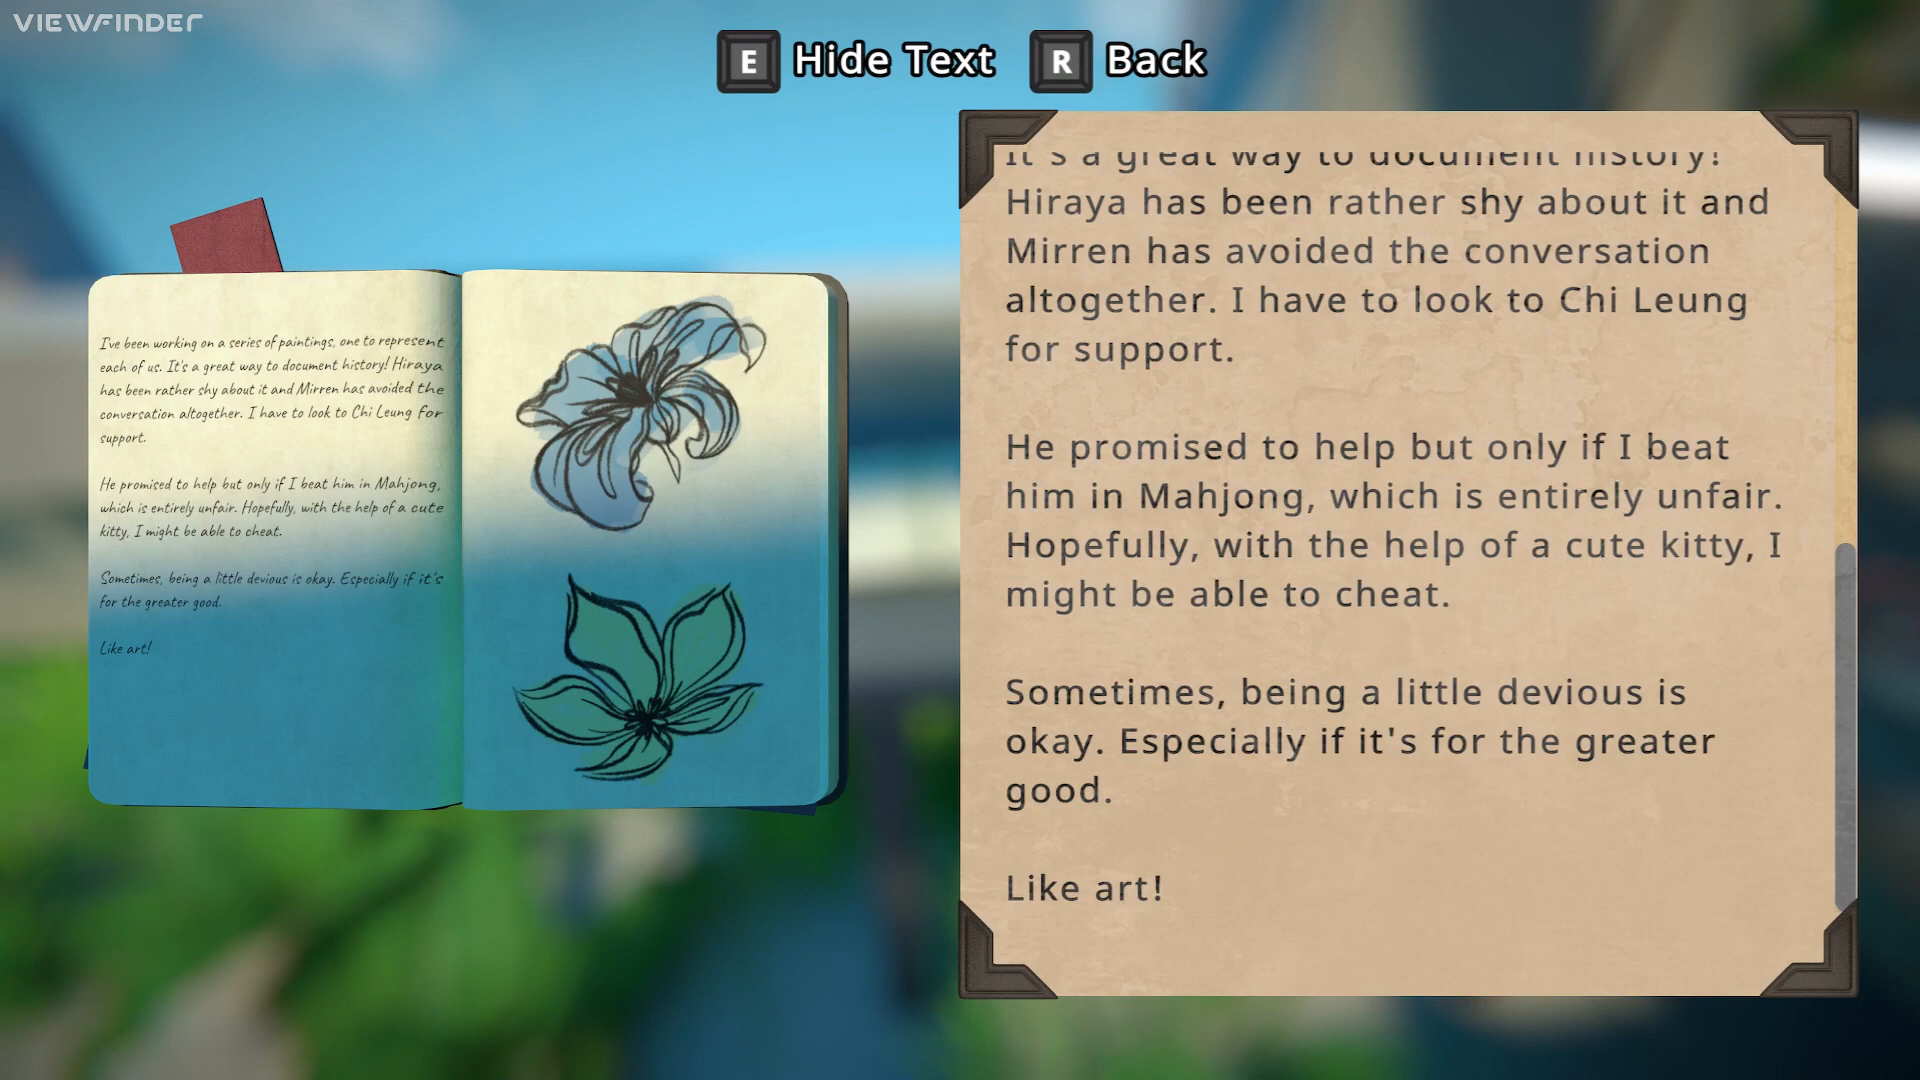 VIEWFINDER
E Hide Text R Back
I've been working on a series of paintings, one to represent
each of us. It's a great way to document history! Hiraya
has been rather shy about it and Mirren has avoided the
conversation altogether. I have to look to Chi Leung for
support.
He promised to help but only if I beat him in Mahjong,
which is entirely unfair. Hopefully, with the help of a cute
kitty, I might be able to cheat.
Sometimes, being a little devious is okay. Especially if it's
for the greater good.
Like art!
It's a great way to document history!
Hiraya has been rather shy about it and
Mirren has avoided the conversation
altogether. I have to look to Chi Leung
for support.
He promised to help but only if I beat
him in Mahjong, which is entirely unfair.
Hopefully, with the help of a cute kitty, I
might be able to cheat.
Sometimes, being a little devious is
okay. Especially if it's for the greater
good.
Like art!